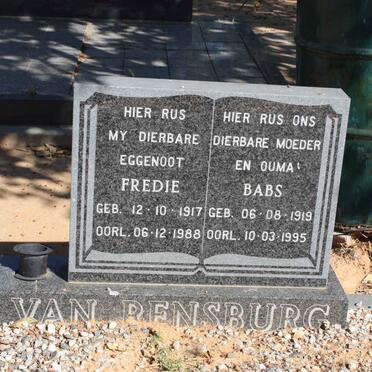 HIER RUS
MY DIERBARE
EGGENOOT
FREDIE
GEB. 12·10·1917
OORL. 06·12·1988
HIER RUS ONS
DIERBARE MOEDER
EN OUMA
BABS
GEB. 06·08·1919
OORL. 10·03·1995
VAN RENSBURG